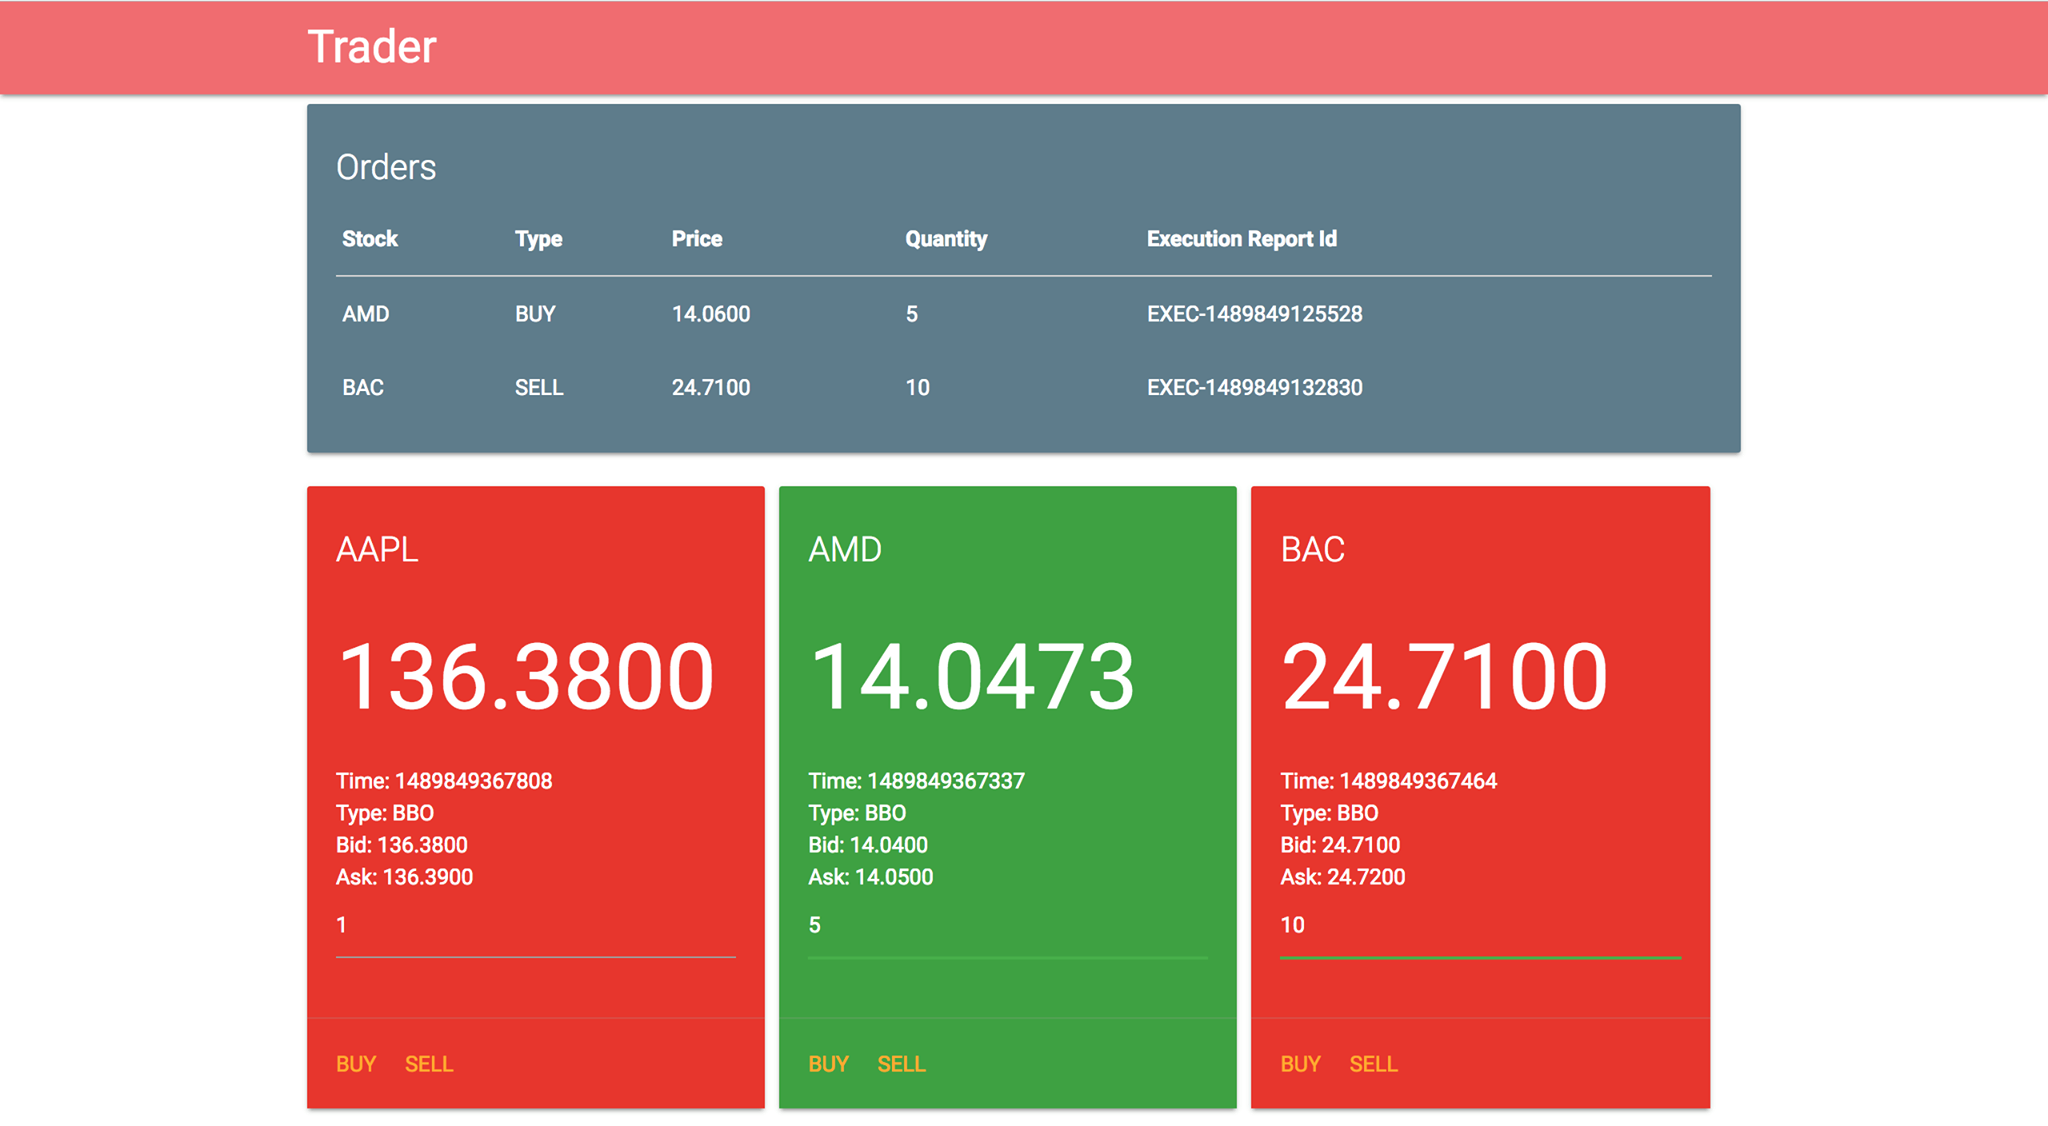 Trader
Orders
Stock Type Price Quantity Execution Report Id
AMD BUY 14.0600 5 EXEC-1489849125528
BAC SELL 24.7100 10 EXEC-1489849132830
AAPL
136.3800
Time: 1489849367808
Type: BBO
Bid: 136.3800
Ask: 136.3900
1
BUY SELL
AMD
14.0473
Time: 1489849367337
Type: BBO
Bid: 14.0400
Ask: 14.0500
5
BUY SELL
BAC
24.7100
Time: 1489849367464
Type: BBO
Bid: 24.7100
Ask: 24.7200
10
BUY SELL